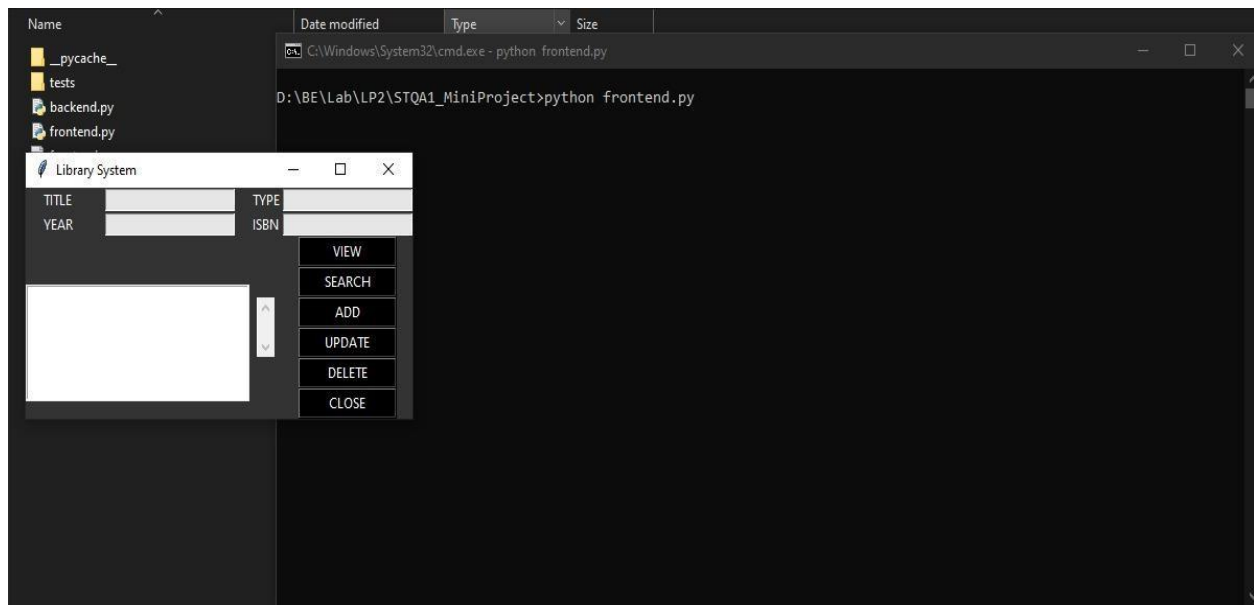 Name Date modified Type Size
__pycache__
tests
backend.py
frontend.py
C:\Windows\System32\cmd.exe - python frontend.py
D:\BE\Lab\LP2\STQA1_MiniProject>python frontend.py
Library System
TITLE TYPE
YEAR ISBN
VIEW
SEARCH
ADD
UPDATE
DELETE
CLOSE